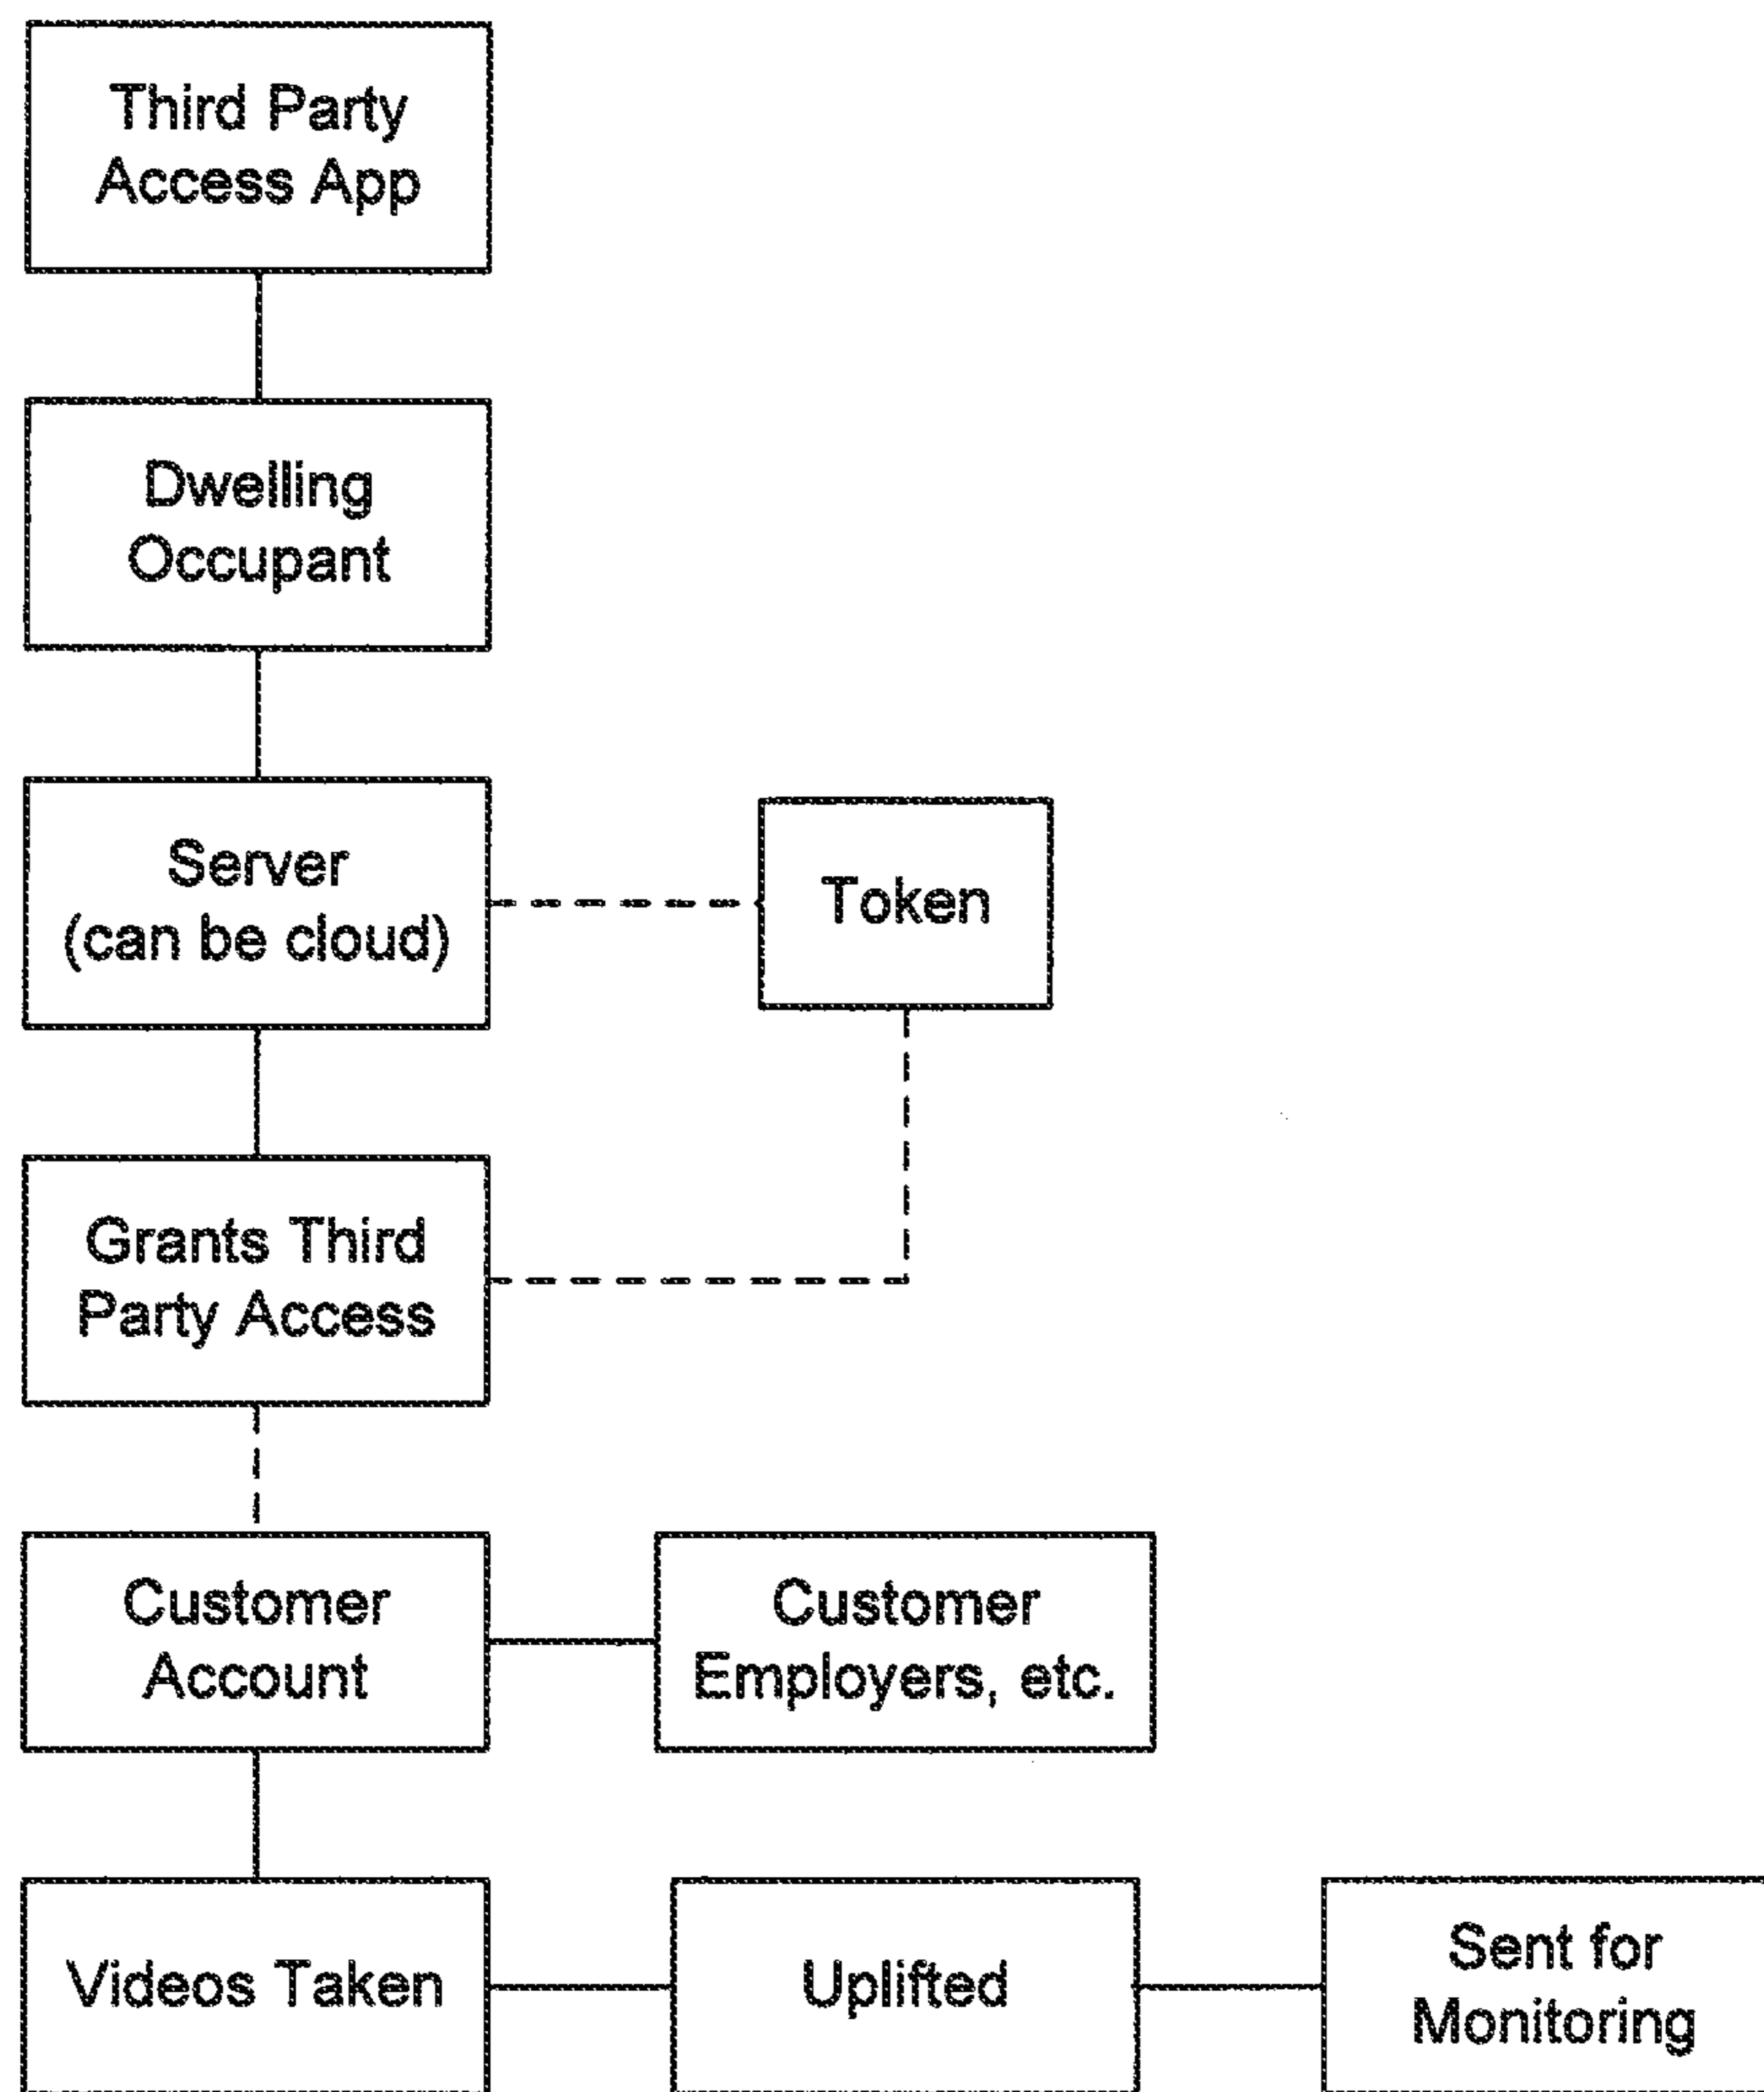 Third Party
Access App
Dwelling
Occupant
Server
(can be cloud)
Token
Grants Third
Party Access
Customer
Account
Customer
Employers, etc.
Videos Taken
Uplifted
Sent for
Monitoring